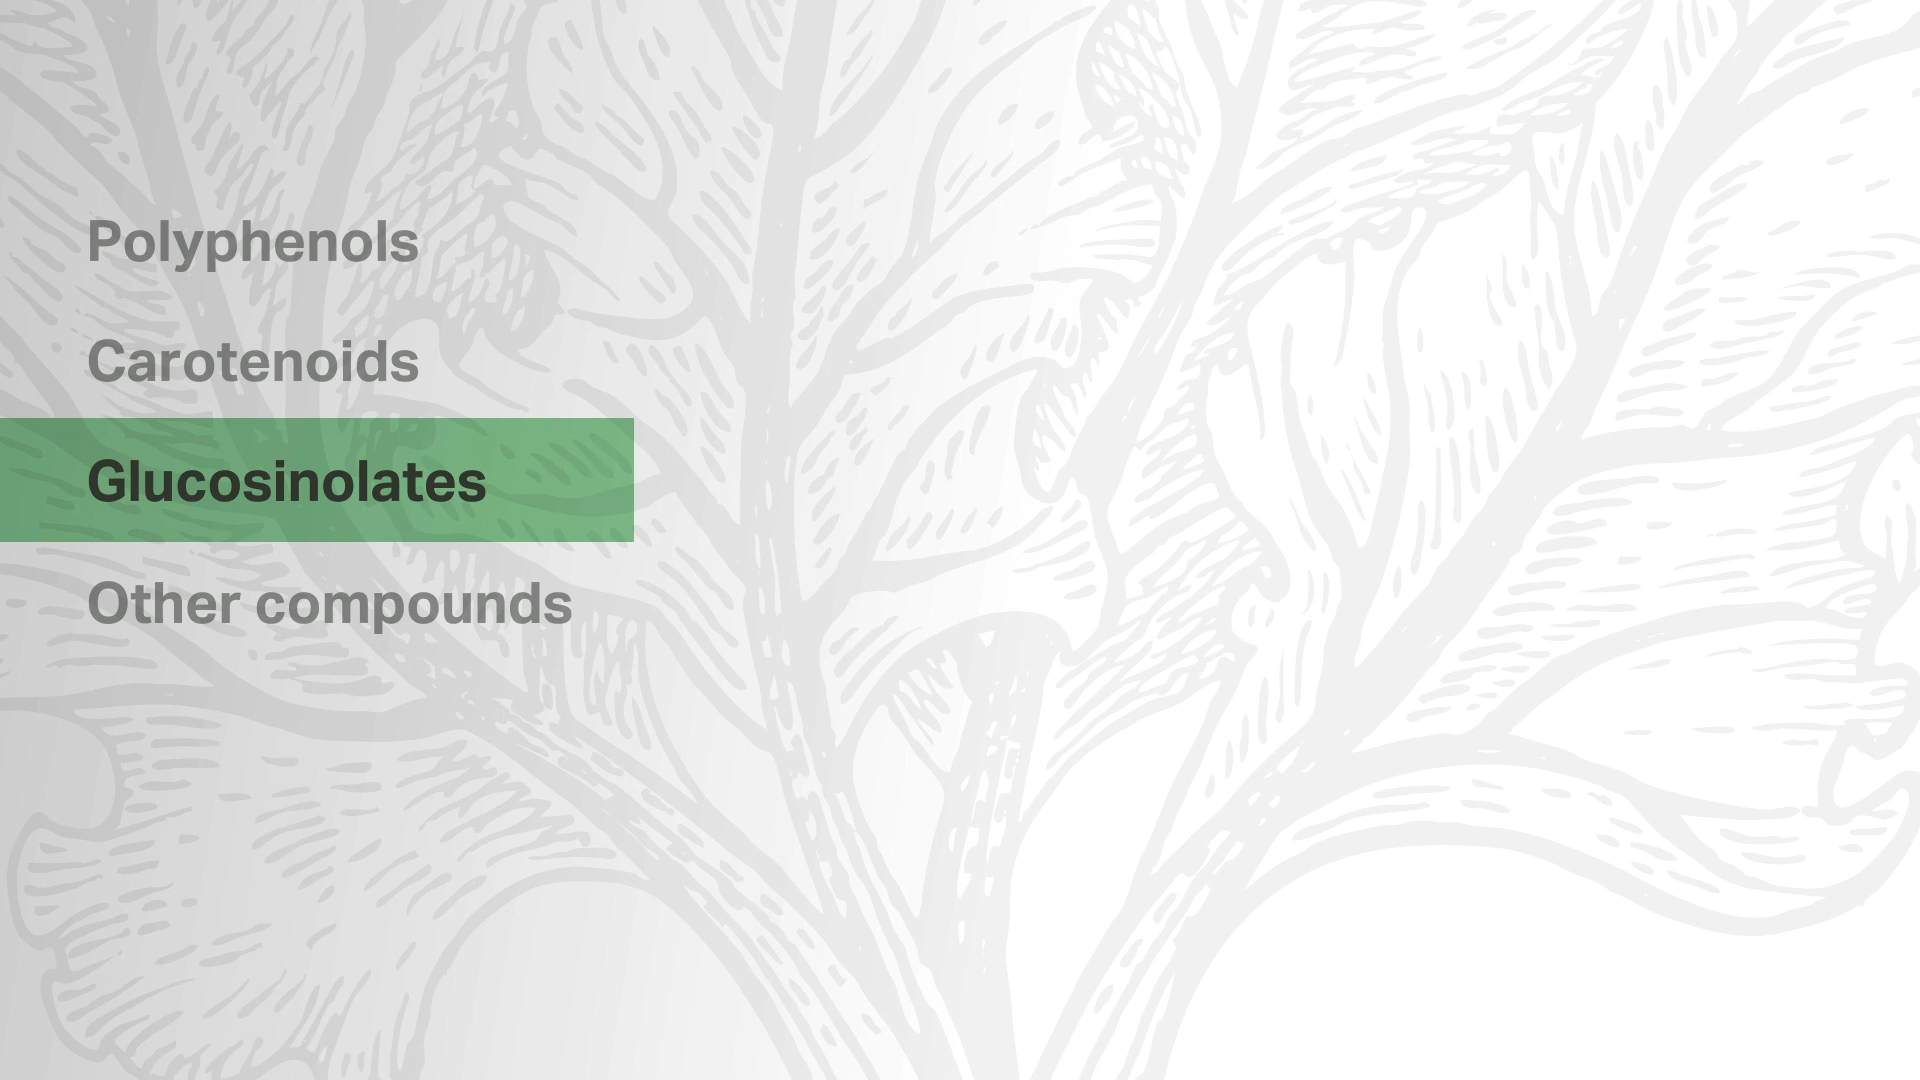 Polyphenols
Carotenoids
Glucosinolates
Other compounds